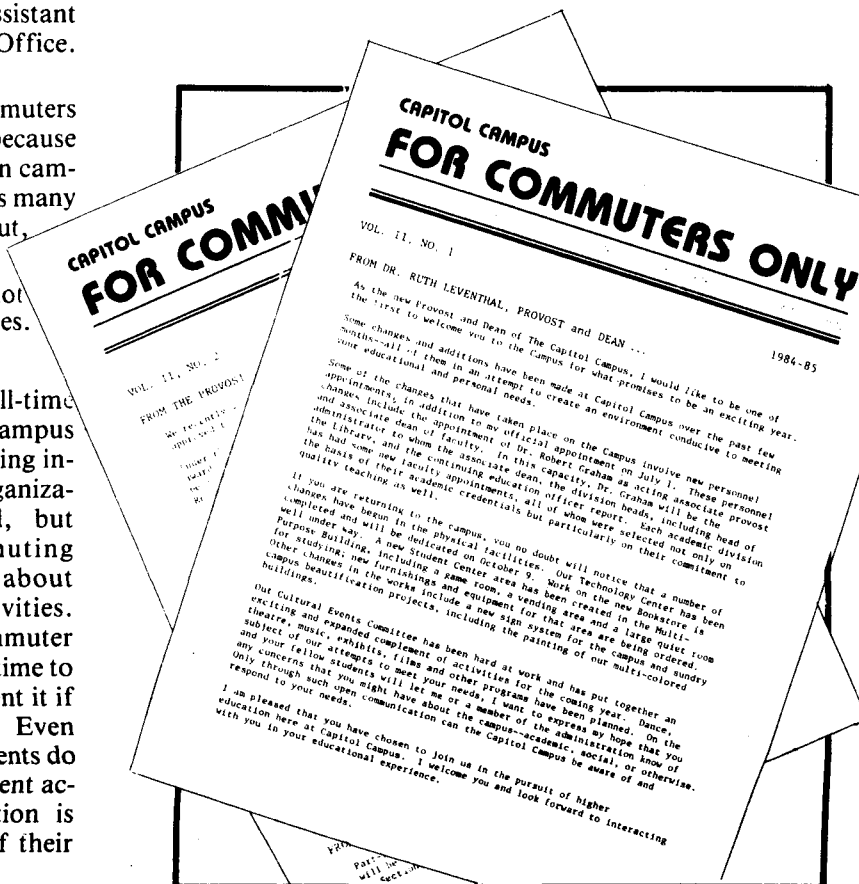 ssistant
Office.
mmuters
because
n cam-
s many
ut,
ot
es.
ll-time
ampus
ing in-
ganiza-
l, but
muting
about
vities.
mmuter
time to
nt it if
Even
ents do
ent ac-
tion is
f their
CAPITOL CAMPUS
FOR COMMU
VOL. II, NO. 2
FROM THE PROVOST
We recently
CAPITOL CAMPUS
FOR COMMUTERS ONLY
VOL. II, NO. 1
1984-85
FROM DR. RUTH LEVENTHAL, PROVOST and DEAN ...
As the new Provost and Dean of The Capitol Campus, I would like to be one of
the first to welcome you to the Campus for what promises to be an exciting year.
Some changes and additions have been made at Capitol Campus over the past few
months--all of them in an attempt to create an environment conducive to meeting
your educational and personal needs.
Some of the changes that have taken place on the Campus involve new personnel
appointments, in addition to my official appointment on July 1. These personnel
changes include the appointment of Dr. Robert Graham as acting associate provost
and associate dean of faculty. In this capacity, Dr. Graham will be the
administrator to whom the associate dean, the division heads, including head of
the Library, and the continuing education officer report. Each academic division
has had some new faculty appointments, all of whom were selected not only on
the basis of their academic credentials but particularly on their commitment to
quality teaching as well.
If you are returning to the campus, you no doubt will notice that a number of
changes have begun in the physical facilities. Our Technology Center has been
completed and will be dedicated on October 9. Work on the new Bookstore is
well under way. A new Student Center area has been created in the Multi-
Purpose Building, including a game room, a vending area and a large quiet room
for studying; new furnishings and equipment for that area are being ordered.
Other changes in the works include a new sign system for the campus and sundry
campus beautification projects, including the painting of our multi-colored
buildings.
Our Cultural Events Committee has been hard at work and has put together an
exciting and expanded complement of activities for the coming year. Dance,
theatre, music, exhibits, films and other programs have been planned. On the
subject of our attempts to meet your needs, I want to express my hope that you
and your fellow students will let me or a member of the administration know of
any concerns that you might have about the campus--academic, social, or otherwise.
Only through such open communication can the Capitol Campus be aware of and
respond to your needs.
I am pleased that you have chosen to join us in the pursuit of higher
education here at Capitol Campus. I welcome you and look forward to interacting
with you in your educational experience.
will be